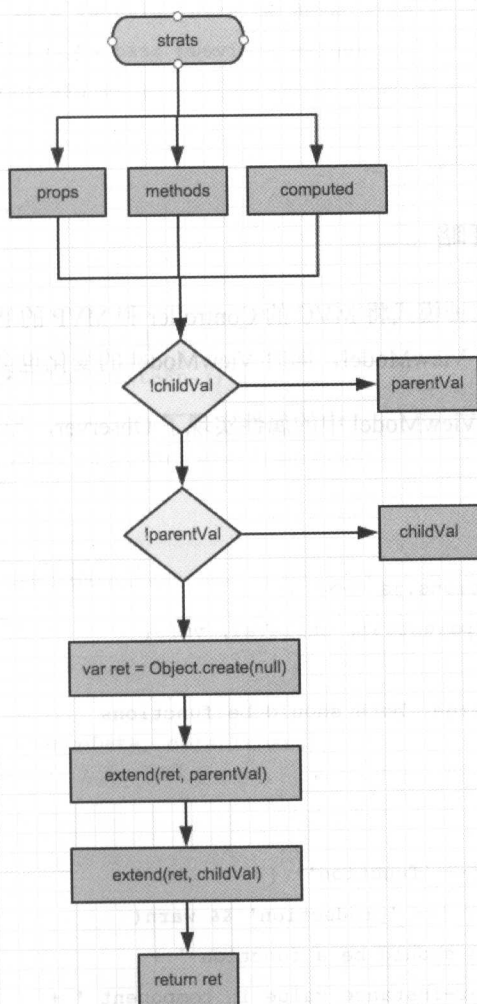 strats
props
methods
computed
!childVal
parentVal
!parentVal
childVal
var ret = Object.create(null)
extend(ret, parentVal)
extend(ret, childVal)
return ret